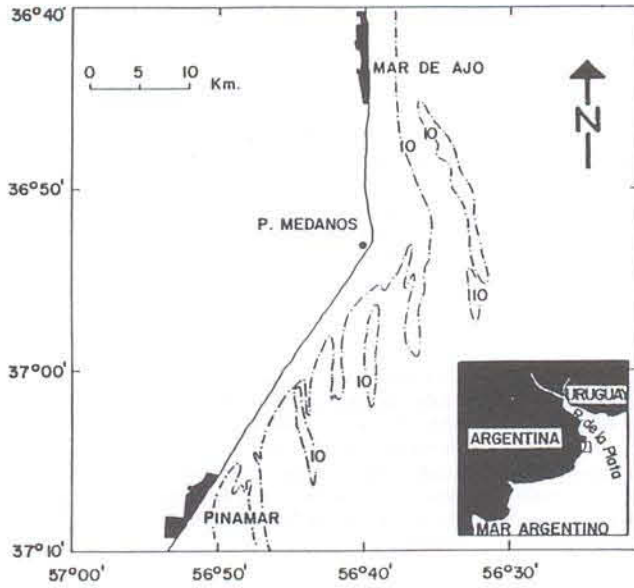 36°40'
0 5 10
Km.
MAR DE AJO
N
10
10
36°50'
P. MEDANOS
10
37°00'
10
10
PINAMAR
37°10'
57°00'
56°50'
56°40'
56°30'
URUGUAY
R. de la Plata
ARGENTINA
MAR ARGENTINO